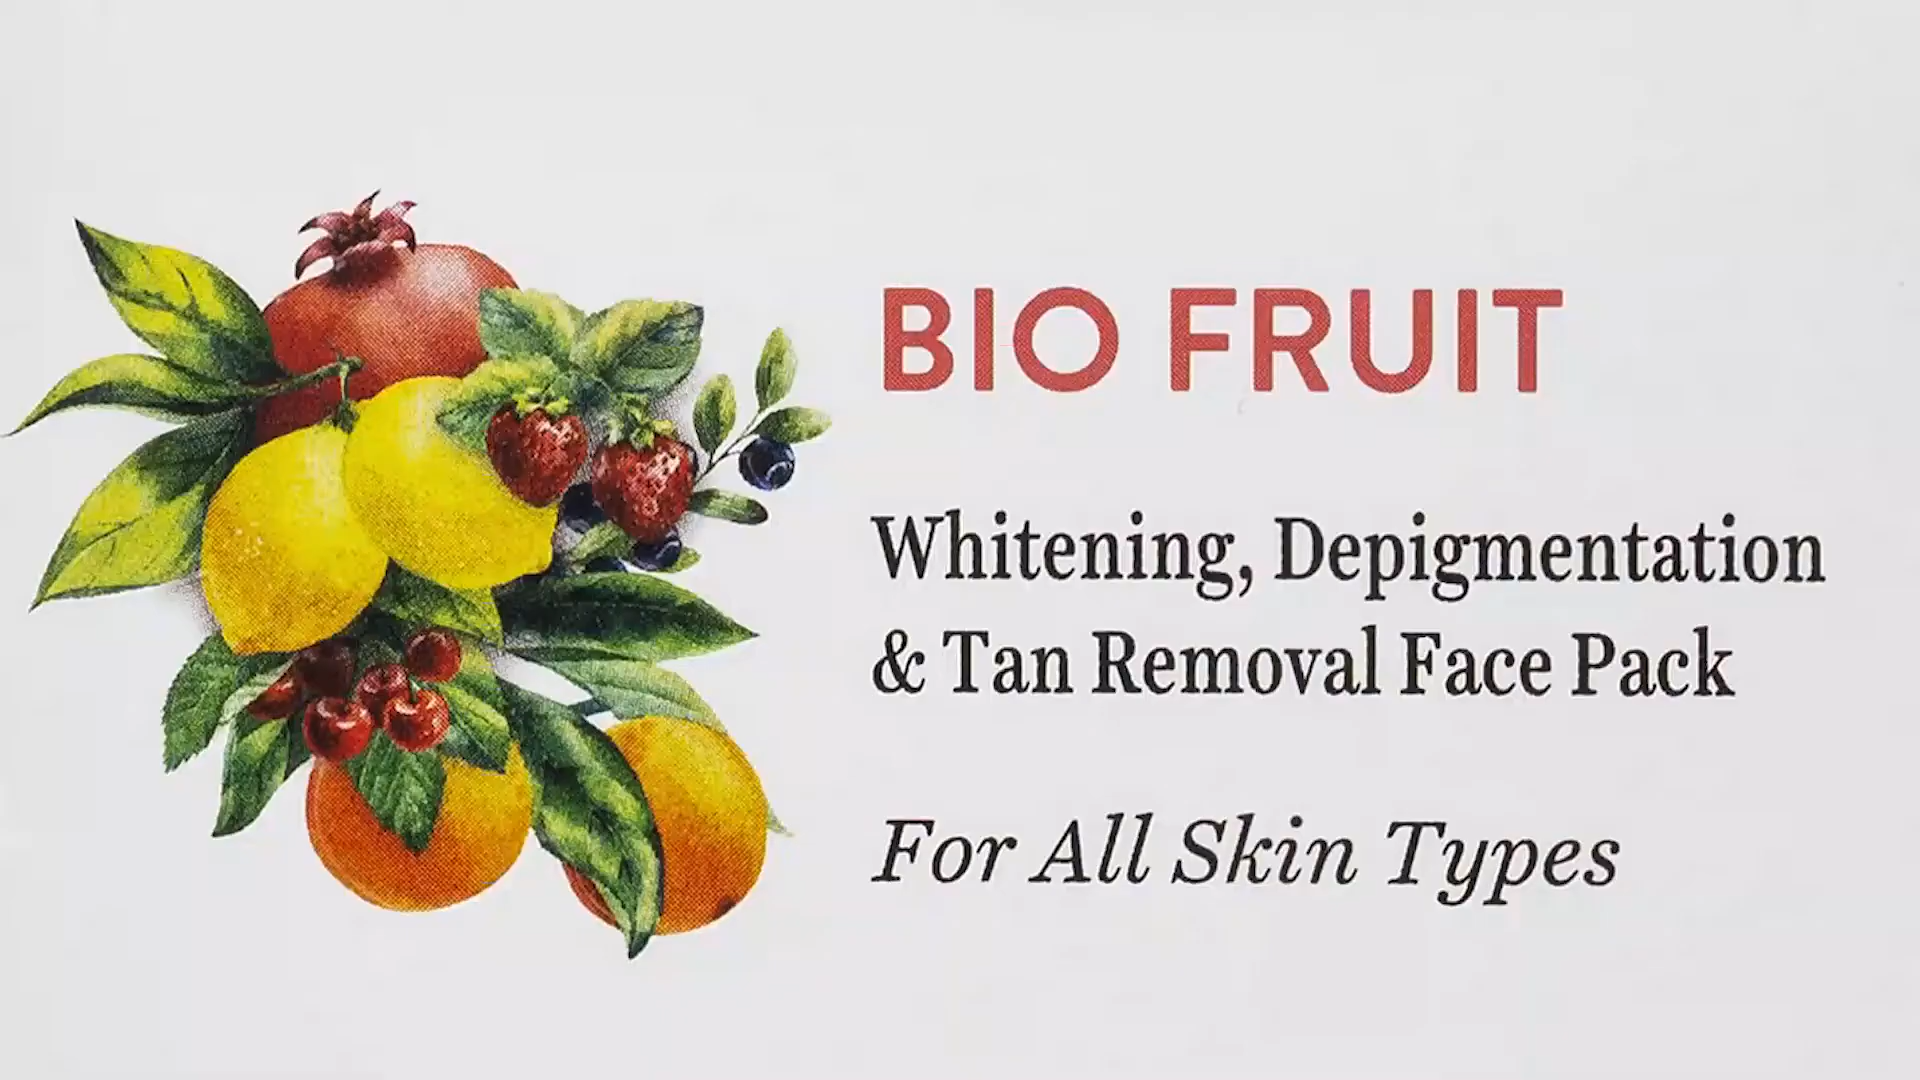 BIO FRUIT
Whitening, Depigmentation
& Tan Removal Face Pack
For All Skin Types